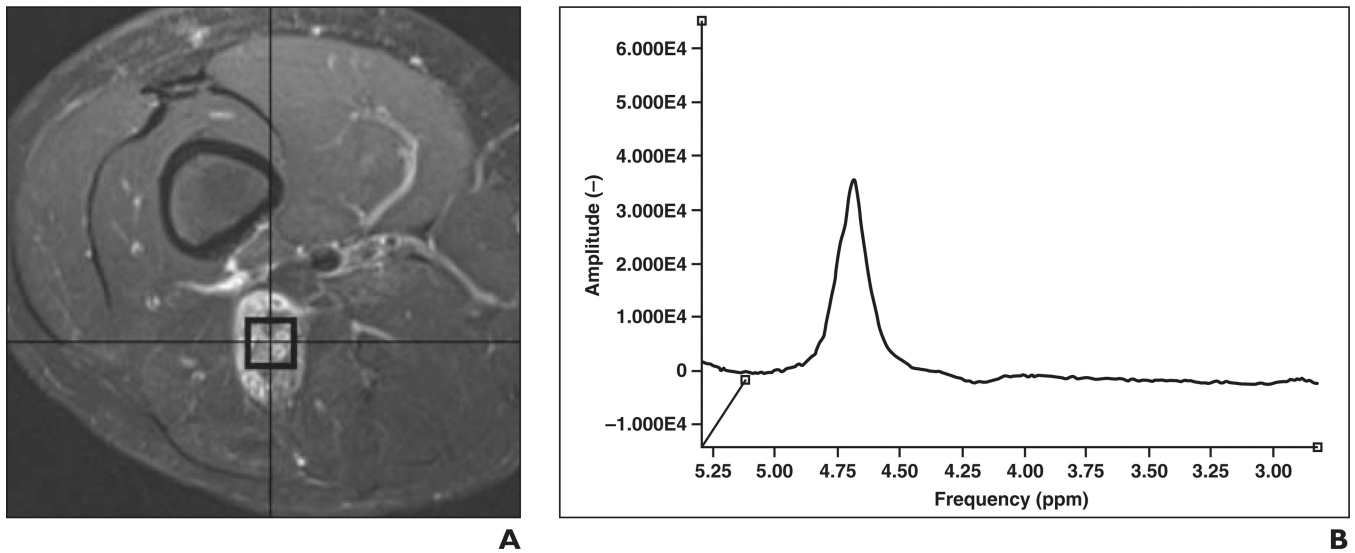 6.000E4
5.000E4
4.000E4
3.000E4
2.000E4
1.000E4
0
–1.000E4
Amplitude (–)
5.25 5.00 4.75 4.50 4.25 4.00 3.75 3.50 3.25 3.00
Frequency (ppm)
A
B